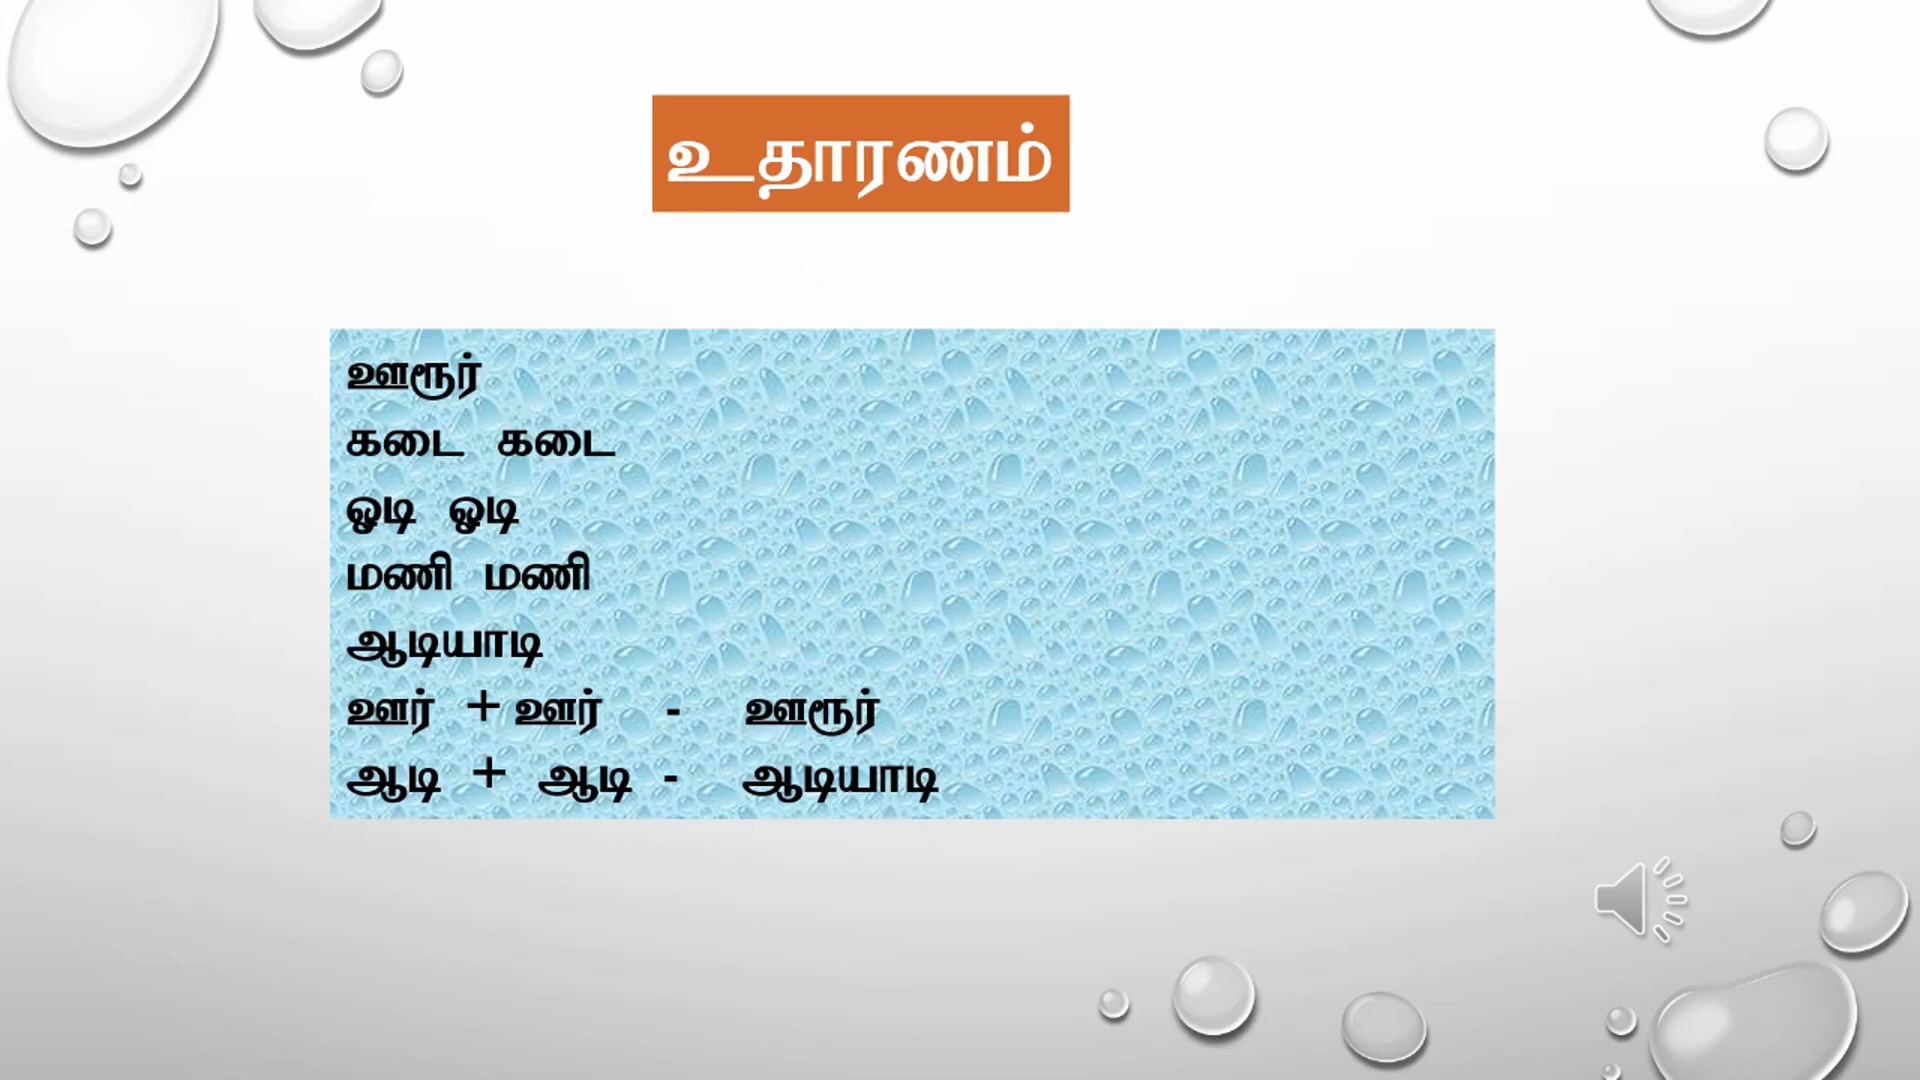 உதாரணம்
ஊரூர்
கடை கடை
ஓடி ஓடி
மணி மணி
ஆடியாடி
ஊர் + ஊர் - ஊரூர்
ஆடி + ஆடி - ஆடியாடி